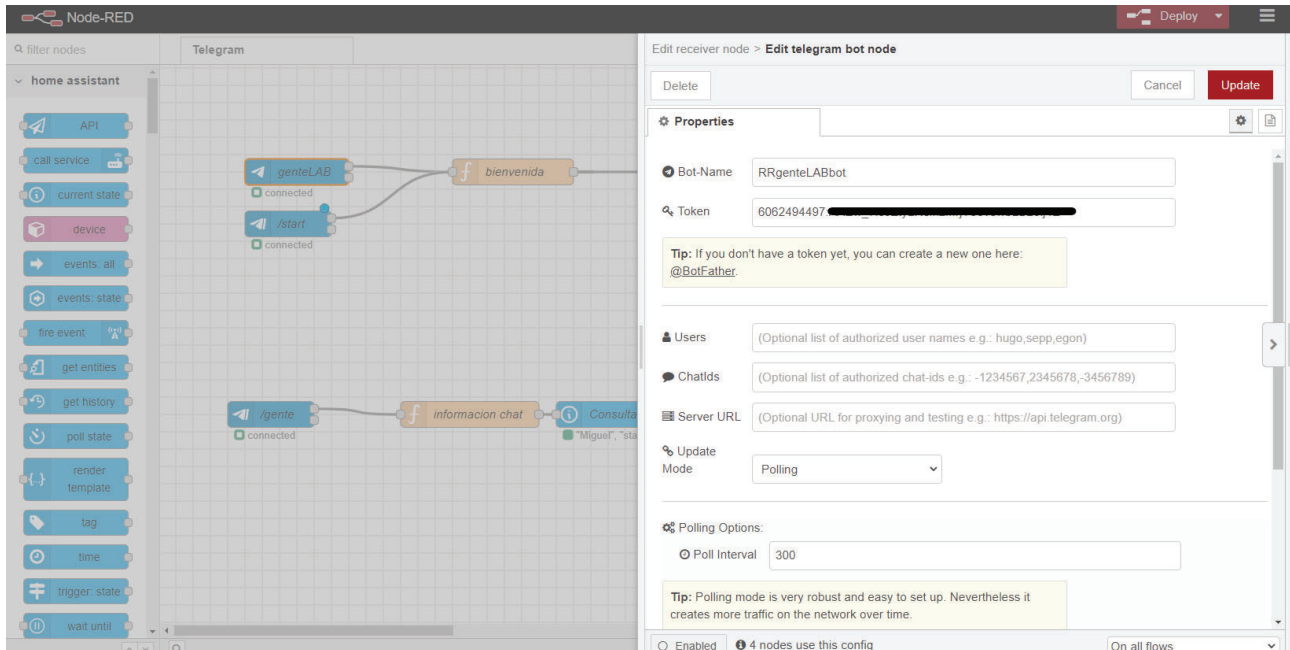 Node-RED
Deploy
filter nodes
Telegram
home assistant
API
call service
current state
device
events: all
events: state
fire event
get entities
get history
poll state
render
template
tag
time
trigger: state
wait until
genteLAB
connected
/start
connected
bienvenida
/gente
connected
informacion chat
Consulta
"Miguel", "sta
Edit receiver node > Edit telegram bot node
Delete
Cancel
Update
Properties
Bot-Name
RRgenteLABbot
Token
6062494497:
Tip: If you don't have a token yet, you can create a new one here:
@BotFather.
Users
(Optional list of authorized user names e.g.: hugo,sepp,egon)
ChatIds
(Optional list of authorized chat-ids e.g.: -1234567,2345678,-3456789)
Server URL
(Optional URL for proxying and testing e.g.: https://api.telegram.org)
Update
Mode
Polling
Polling Options:
Poll Interval
300
Tip: Polling mode is very robust and easy to set up. Nevertheless it
creates more traffic on the network over time.
Enabled
4 nodes use this config
On all flows